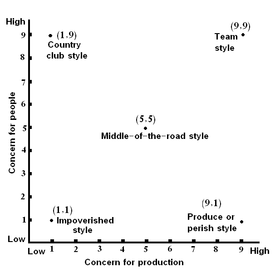 High
9
(1.9)
(9.9)
Country
club style
Team
style
8
7
6
(5.5)
5
Middle-of-the-road style
4
3
2
(1.1)
(9.1)
1
Impoverished
style
Produce or
perish style
Low
Low 1 2 3 4 5 6 7 8 9 High
Concern for people
Concern for production